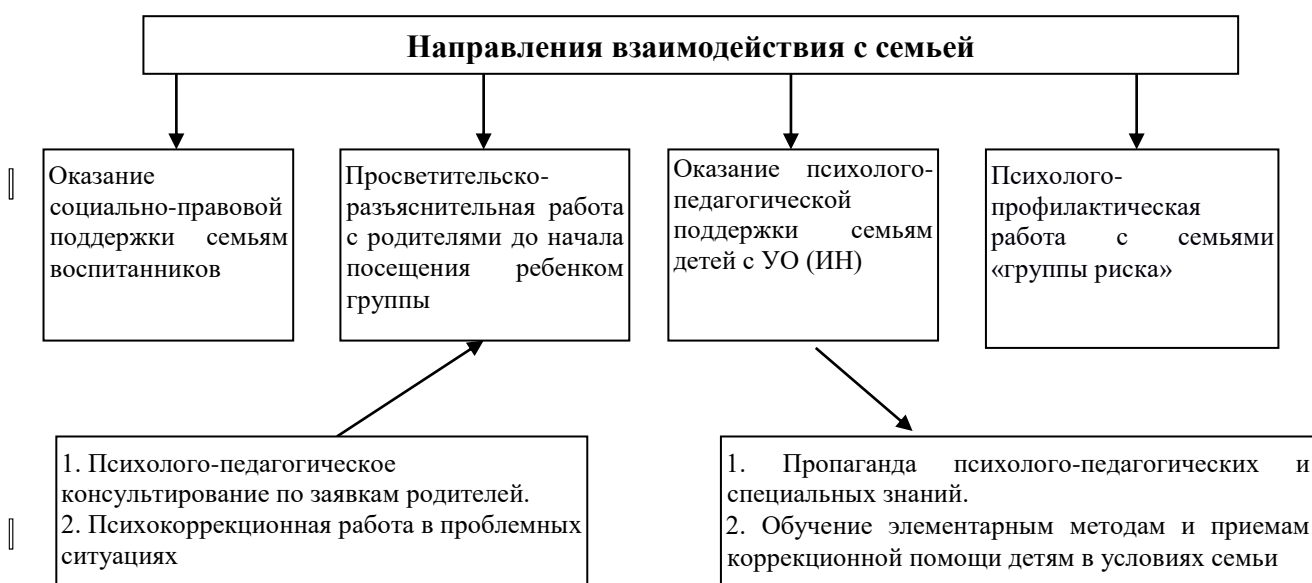 Направления взаимодействия с семьей
Оказание
социально-правовой
поддержки семьям
воспитанников
Просветительско-
разъяснительная работа
с родителями до начала
посещения ребенком
группы
Оказание психолого-
педагогической
поддержки семьям
детей с УО (ИН)
Психолого-
профилактическая
работа с семьями
«группы риска»
1. Психолого-педагогическое
консультирование по заявкам родителей.
2. Психокоррекционная работа в проблемных
ситуациях
1. Пропаганда психолого-педагогических и
специальных знаний.
2. Обучение элементарным методам и приемам
коррекционной помощи детям в условиях семьи